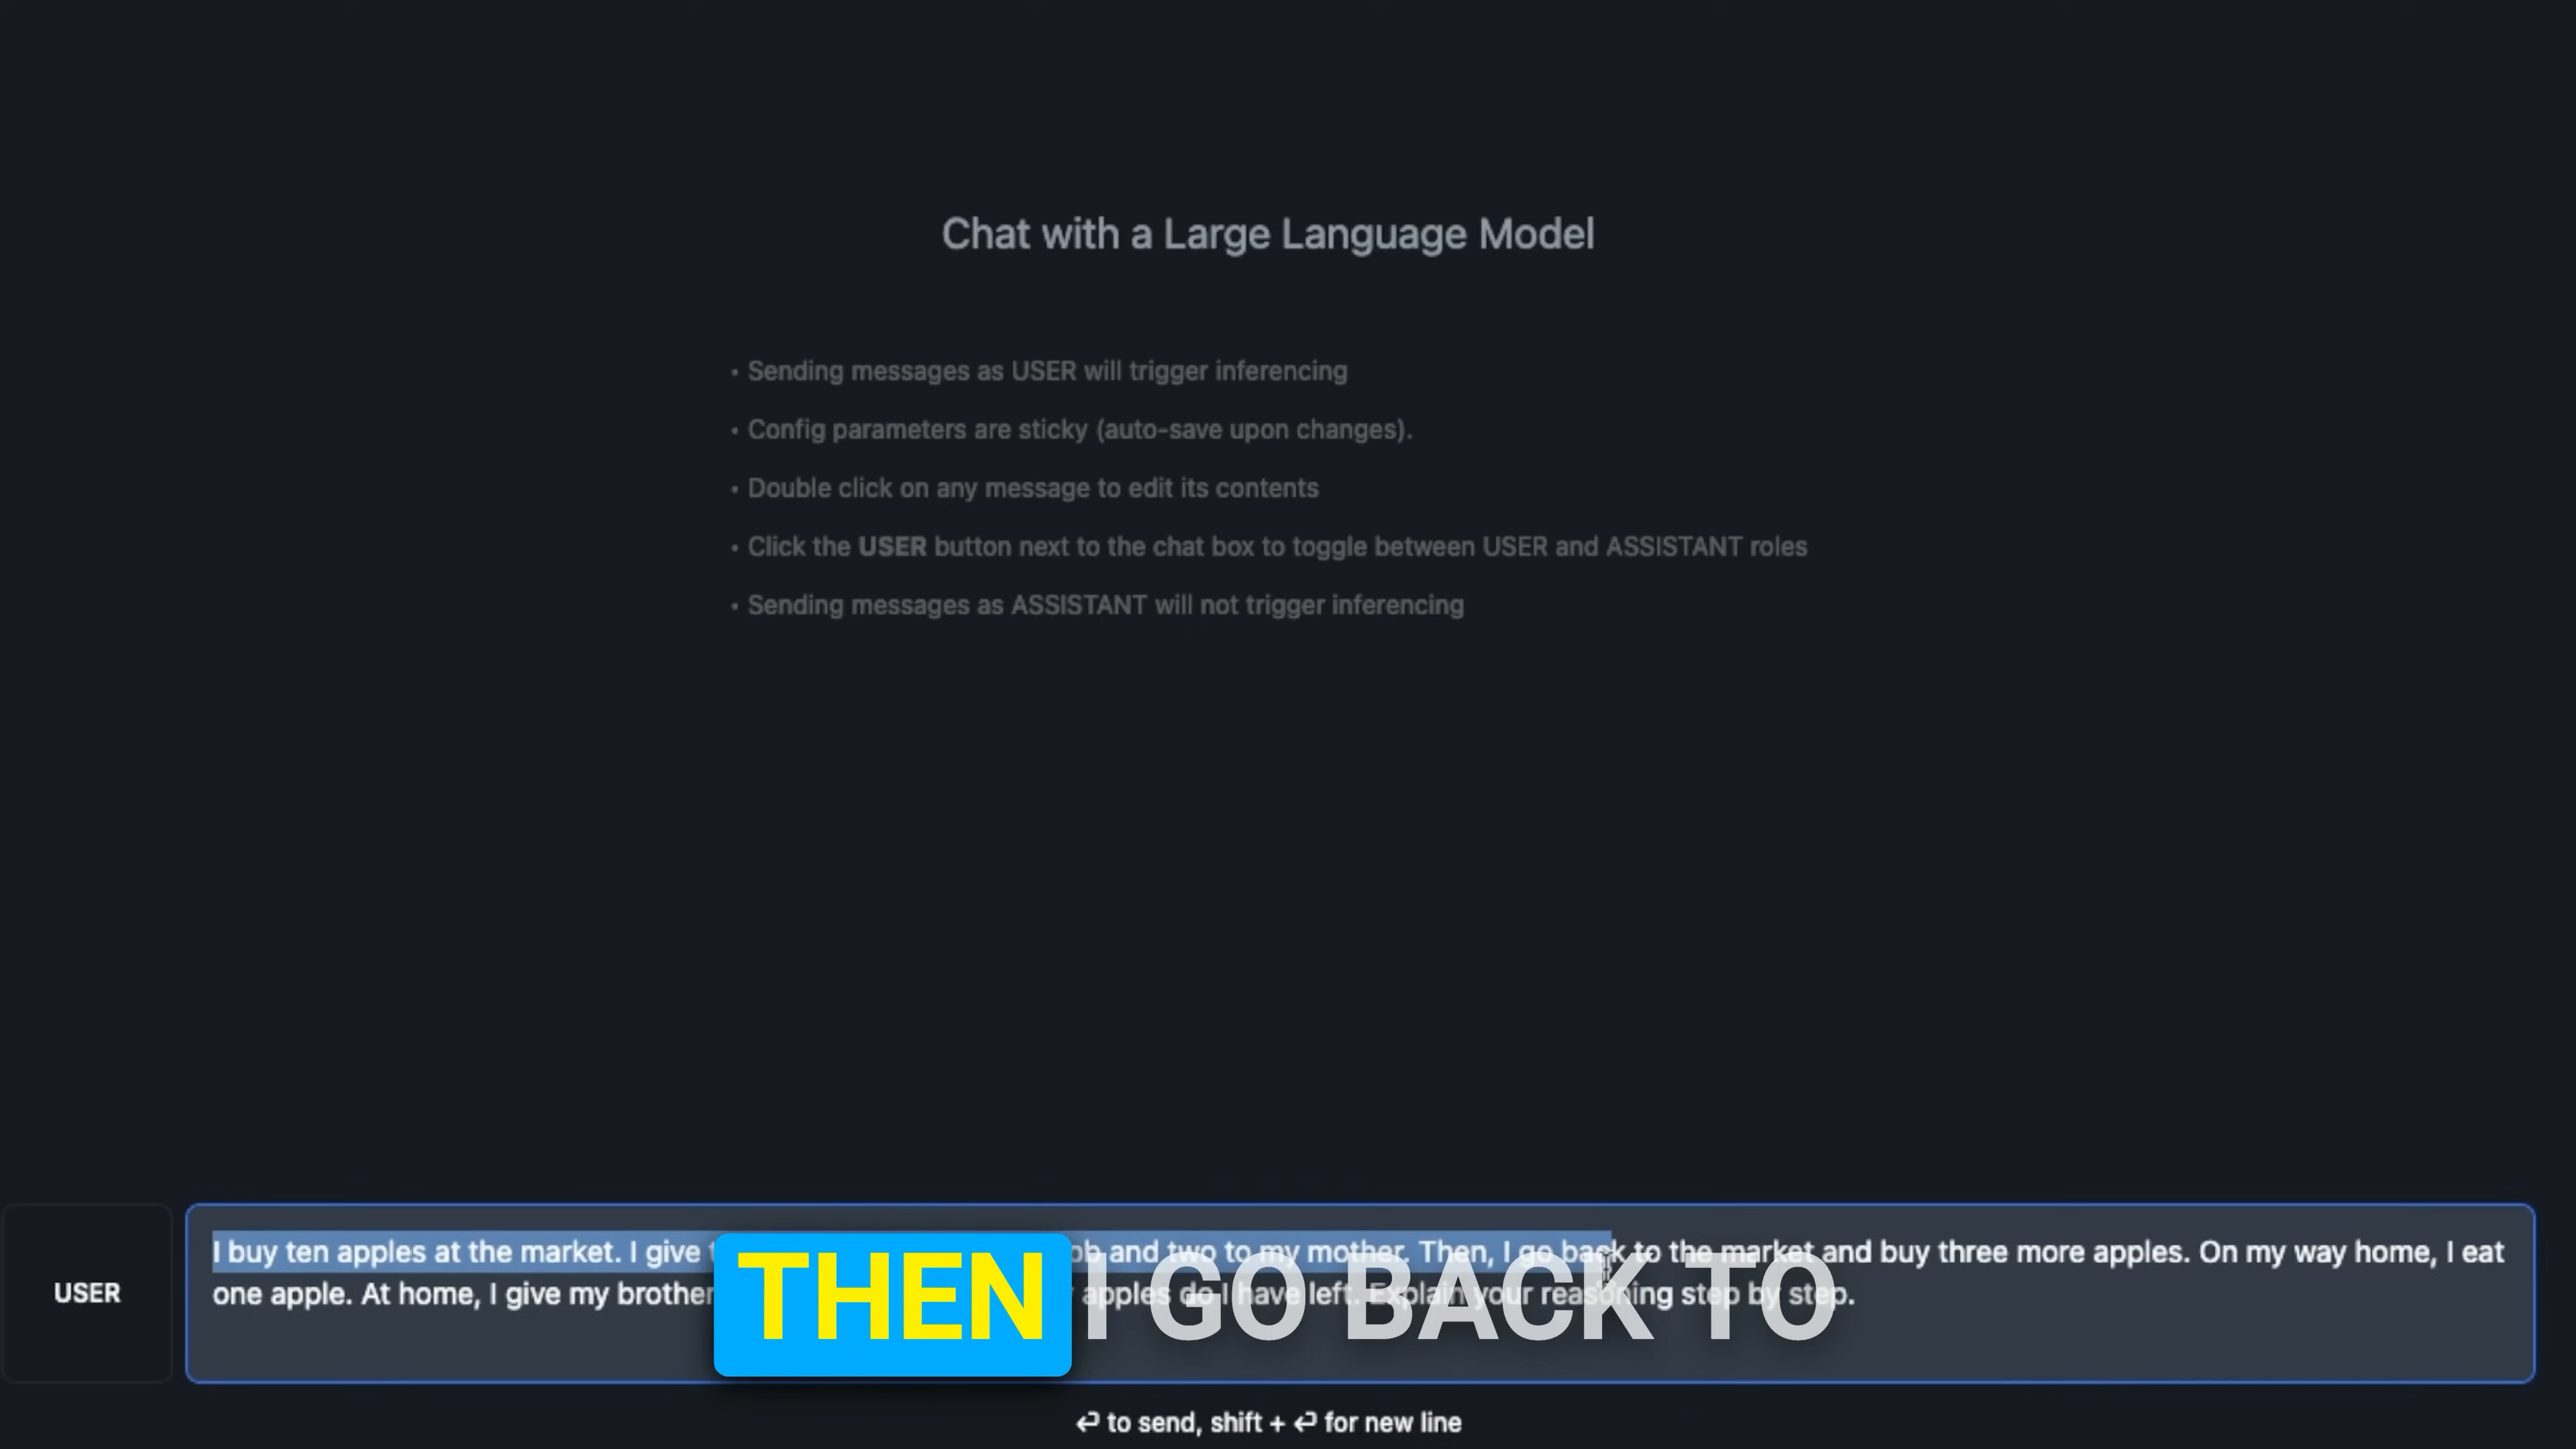 Chat with a Large Language Model
• Sending messages as USER will trigger inferencing
• Config parameters are sticky (auto-save upon changes).
• Double click on any message to edit its contents
• Click the USER button next to the chat box to toggle between USER and ASSISTANT roles
• Sending messages as ASSISTANT will not trigger inferencing
USER
I buy ten apples at the market. I give and two to my mother. Then, I go back to the market and buy three more apples. On my way home, I eat
one apple. At home, I give my brother apples do I have left. Explain your reasoning step by step.
THEN I GO BACK TO
⏎ to send, shift + ⏎ for new line